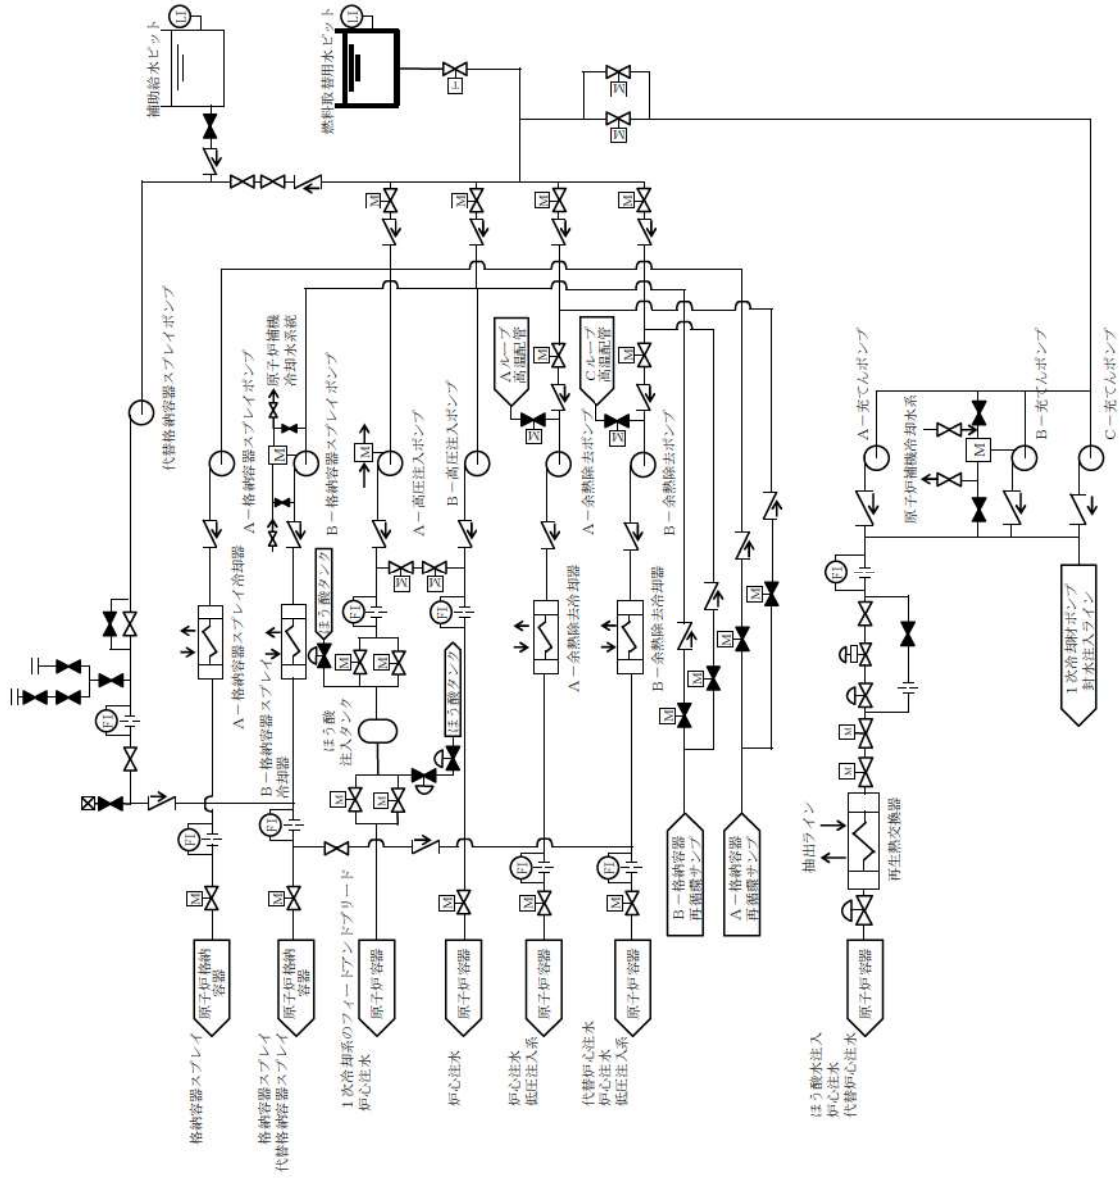 補助給水ピット
LI
燃料取替用水ピット
LI
T
M
M
M
M
M
M
代替格納容器スプレイポンプ
A－格納容器スプレイポンプ
原子炉補機
冷却水系統
M
B－格納容器スプレイポンプ
M
A－高圧注入ポンプ
B－高圧注入ポンプ
Aループ
高温配管
M
M
Cループ
高温配管
M
M
A－余熱除去ポンプ
B－余熱除去ポンプ
A－充てんポンプ
原子炉補機冷却水系
M
B－充てんポンプ
C－充てんポンプ
A－格納容器スプレイ冷却器
B－格納容器スプレイ
冷却器
ほう酸タンク
FI
M
M
M
M
ほう酸
注入タンク
ほう酸タンク
M
M
A－余熱除去冷却器
B－余熱除去冷却器
M
M
M
M
FI
M
M
1次冷却材ポンプ
封水注入ライン
FI
FI
FI
FI
FI
B－格納容器
再循環サンプ
A－格納容器
再循環サンプ
抽出ライン
再生熱交換器
M
M
M
M
M
原子炉格納
容器
原子炉格納
容器
原子炉容器
原子炉容器
原子炉容器
原子炉容器
原子炉容器
格納容器スプレイ
格納容器スプレイ
代替格納容器スプレイ
1次冷却系のフィードアンドブリード
炉心注水
炉心注水
炉心注水
低圧注入系
代替炉心注水
炉心注水
低圧注入系
ほう酸水注入
炉心注水
代替炉心注水